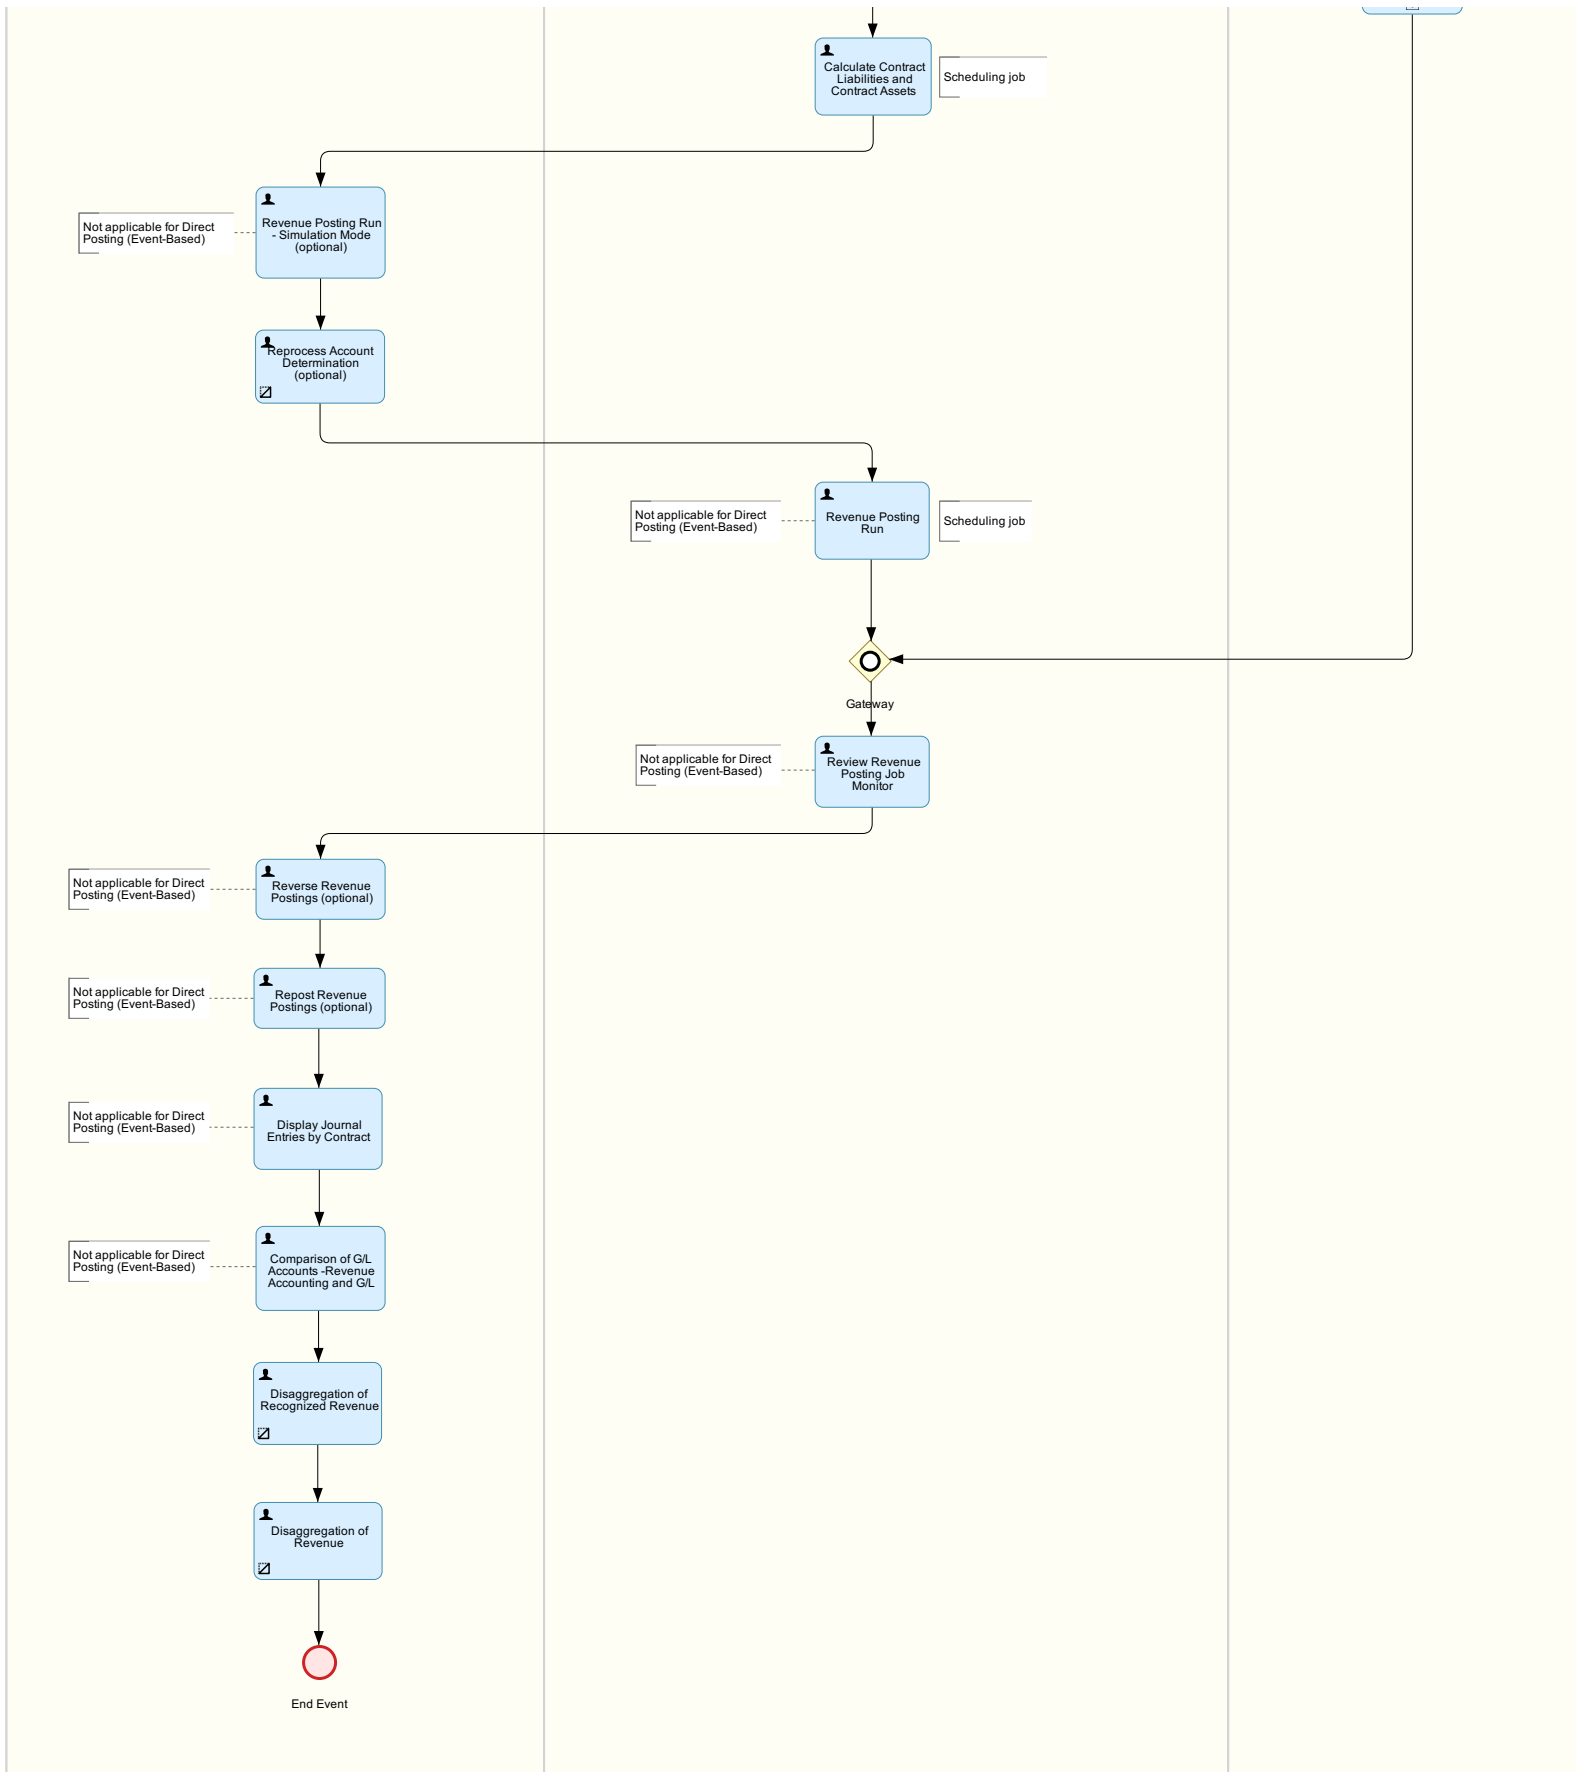 Calculate Contract
Liabilities and
Contract Assets
Scheduling job
Not applicable for Direct
Posting (Event-Based)
Revenue Posting Run
- Simulation Mode
(optional)
Reprocess Account
Determination
(optional)
Not applicable for Direct
Posting (Event-Based)
Revenue Posting
Run
Scheduling job
Gateway
Not applicable for Direct
Posting (Event-Based)
Review Revenue
Posting Job
Monitor
Not applicable for Direct
Posting (Event-Based)
Reverse Revenue
Postings (optional)
Not applicable for Direct
Posting (Event-Based)
Repost Revenue
Postings (optional)
Not applicable for Direct
Posting (Event-Based)
Display Journal
Entries by Contract
Not applicable for Direct
Posting (Event-Based)
Comparison of G/L
Accounts -Revenue
Accounting and G/L
Disaggregation of
Recognized Revenue
Disaggregation of
Revenue
End Event